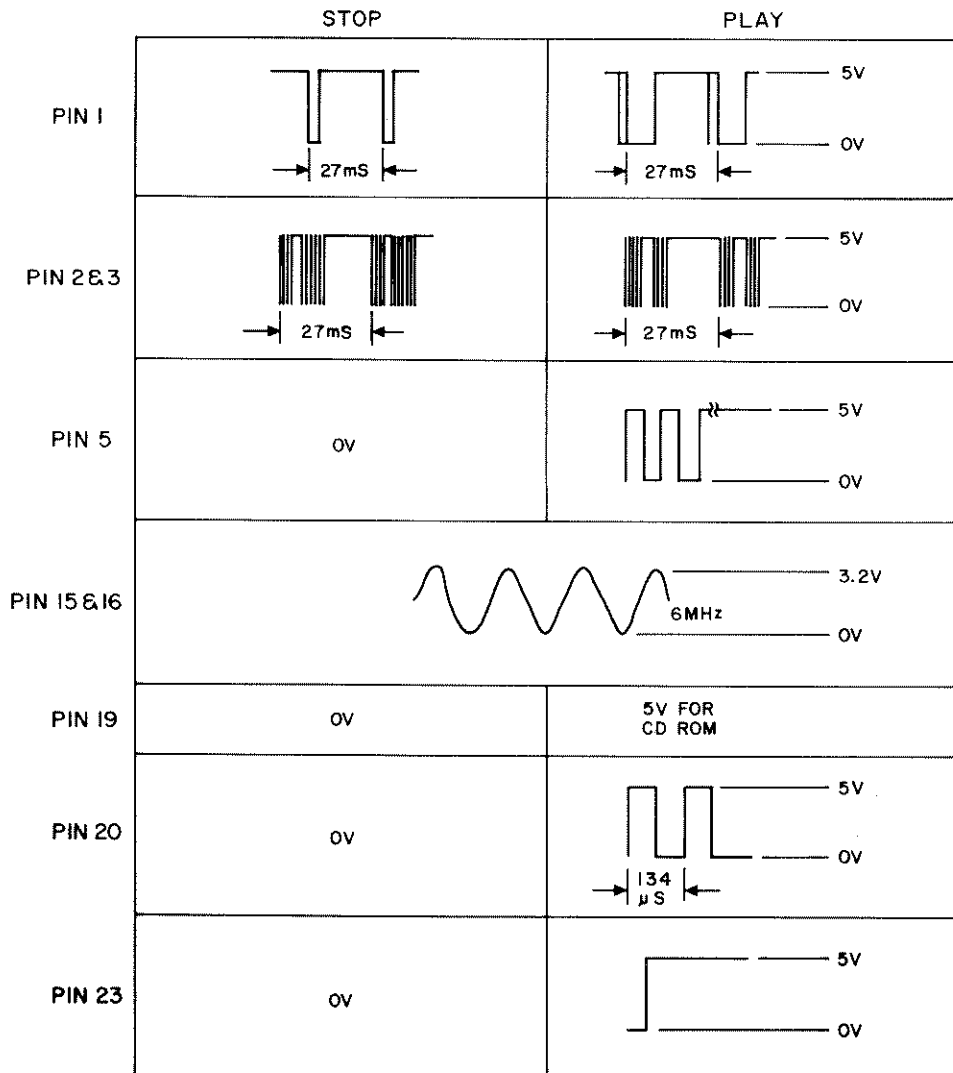 STOP PLAY
PIN 1
27mS
27mS
5V
0V
PIN 2&3
27mS
27mS
5V
0V
PIN 5
0V
5V
0V
PIN 15&16
6MHz
3.2V
0V
PIN 19
0V
5V FOR
CD ROM
PIN 20
0V
134
µS
5V
0V
PIN 23
0V
5V
0V